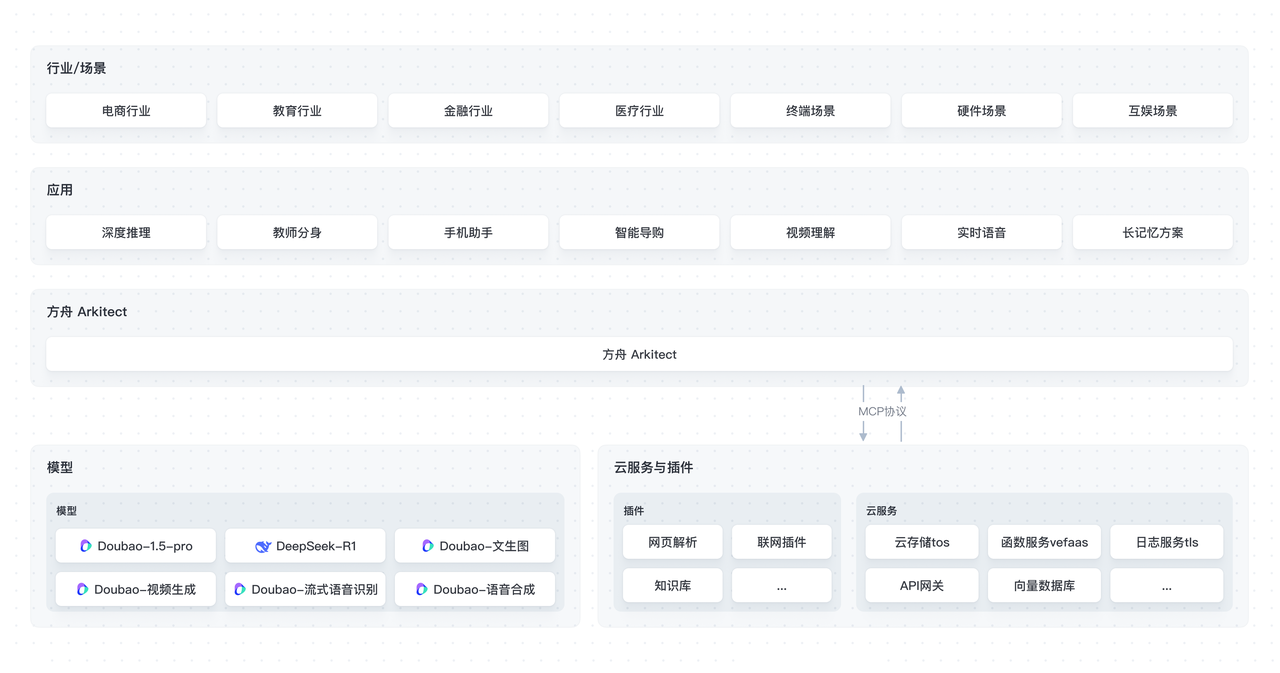 行业/场景
电商行业 教育行业 金融行业 医疗行业 终端场景 硬件场景 互娱场景
应用
深度推理 教师分身 手机助手 智能导购 视频理解 实时语音 长记忆方案
方舟 Arkitect
方舟 Arkitect
MCP协议
模型
模型
Doubao-1.5-pro DeepSeek-R1 Doubao-文生图
Doubao-视频生成 Doubao-流式语音识别 Doubao-语音合成
云服务与插件
插件
网页解析 联网插件
知识库 ...
云服务
云存储tos 函数服务vefaas 日志服务tls
API网关 向量数据库 ...